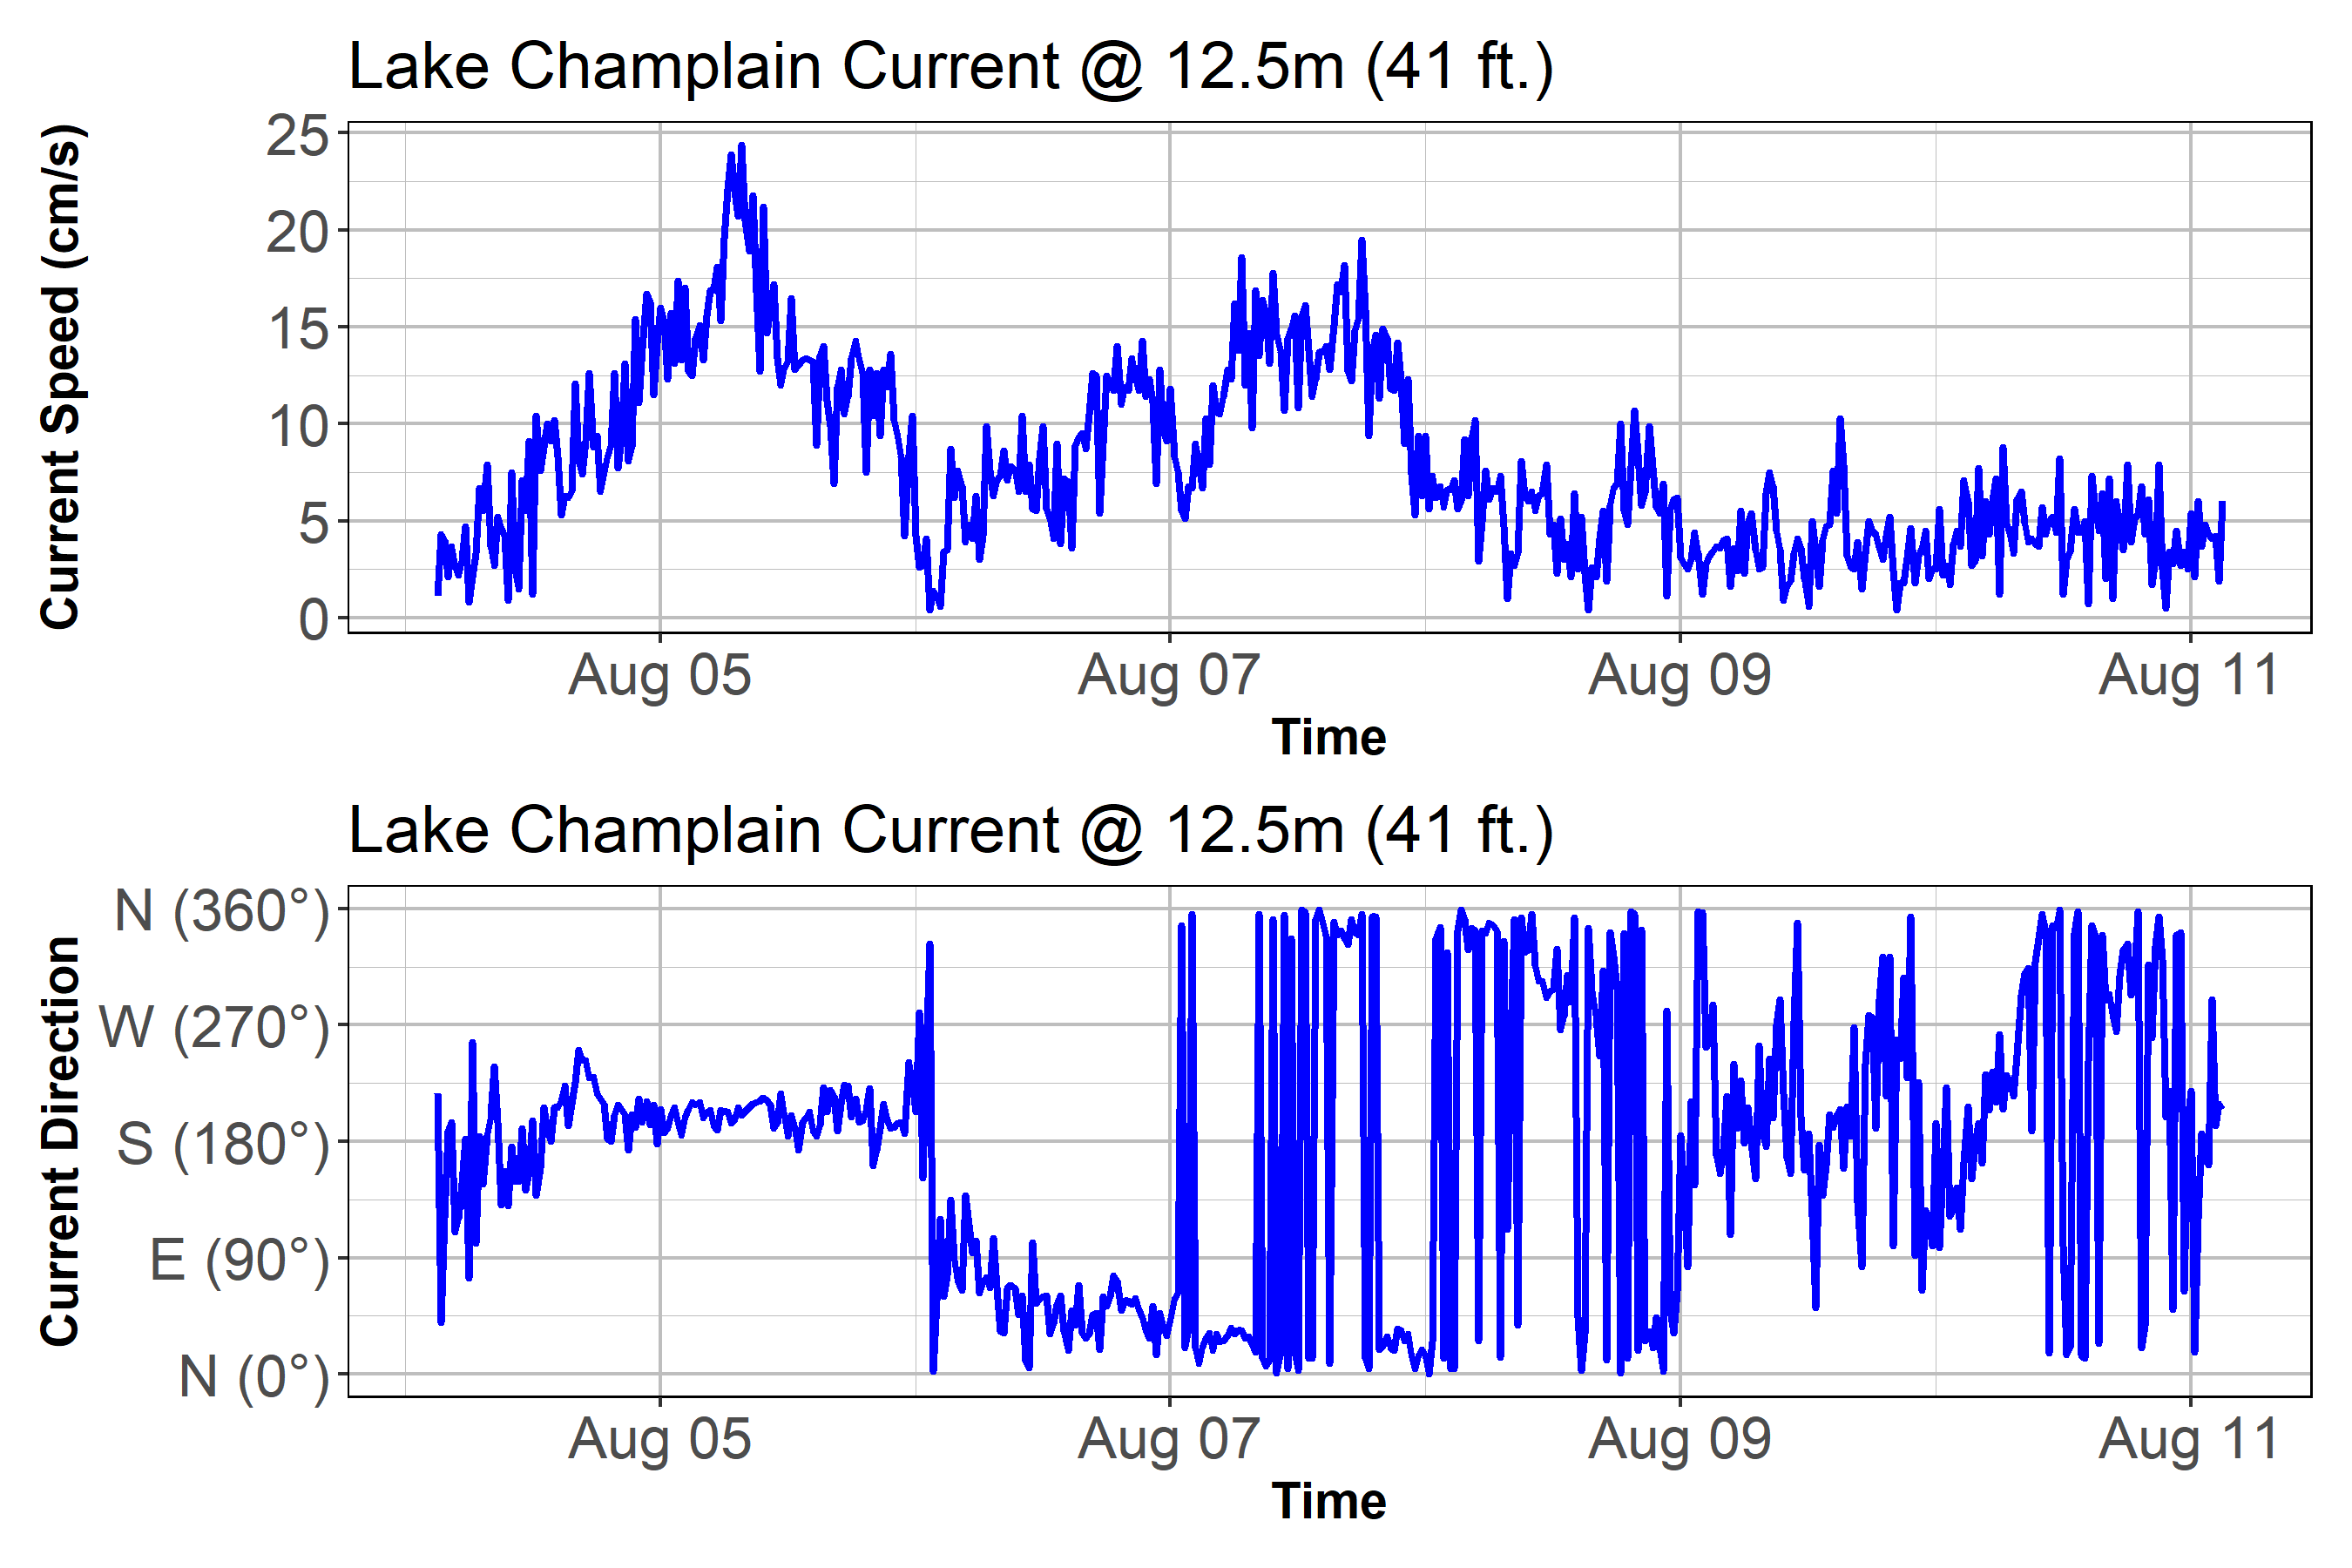 Lake Champlain Current @ 12.5m (41 ft.)
Current Speed (cm/s)
25
20
15
10
5
0
Aug 05 Aug 07 Aug 09 Aug 11
Time
Lake Champlain Current @ 12.5m (41 ft.)
Current Direction
N (360°)
W (270°)
S (180°)
E (90°)
N (0°)
Aug 05 Aug 07 Aug 09 Aug 11
Time